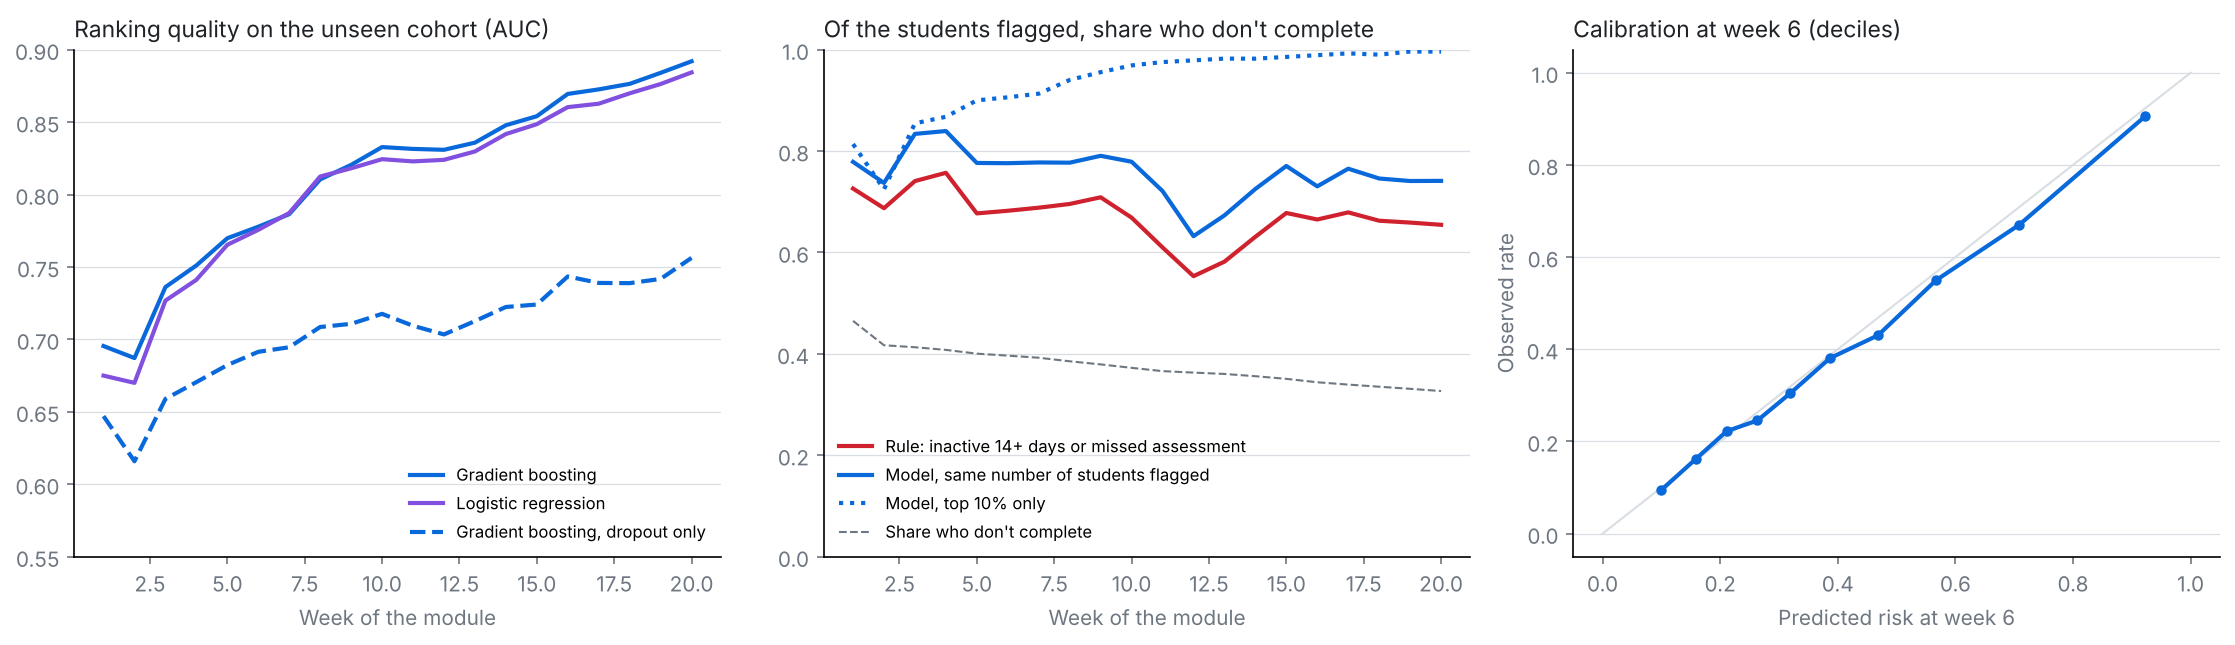 Ranking quality on the unseen cohort (AUC)
0.90
0.85
0.80
0.75
0.70
0.65
0.60
0.55
Gradient boosting
Logistic regression
Gradient boosting, dropout only
2.5 5.0 7.5 10.0 12.5 15.0 17.5 20.0
Week of the module
Of the students flagged, share who don't complete
1.0
0.8
0.6
0.4
0.2
0.0
Rule: inactive 14+ days or missed assessment
Model, same number of students flagged
Model, top 10% only
Share who don't complete
2.5 5.0 7.5 10.0 12.5 15.0 17.5 20.0
Week of the module
Calibration at week 6 (deciles)
Observed rate
1.0
0.8
0.6
0.4
0.2
0.0
0.0 0.2 0.4 0.6 0.8 1.0
Predicted risk at week 6